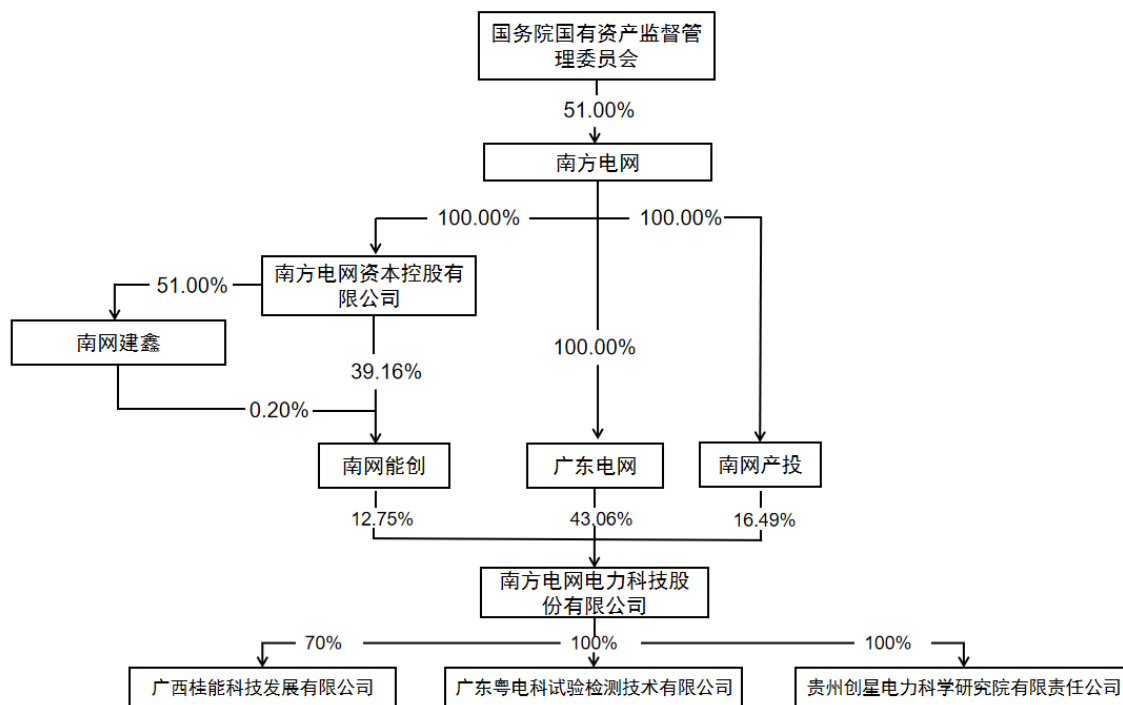 国务院国有资产监督管
理委员会
51.00%
南方电网
100.00%
100.00%
南方电网资本控股有
限公司
51.00%
南网建鑫
100.00%
39.16%
0.20%
南网能创
广东电网
南网产投
12.75%
43.06%
16.49%
南方电网电力科技股
份有限公司
70%
100%
100%
广西桂能科技发展有限公司
广东粤电科试验检测技术有限公司
贵州创星电力科学研究院有限责任公司